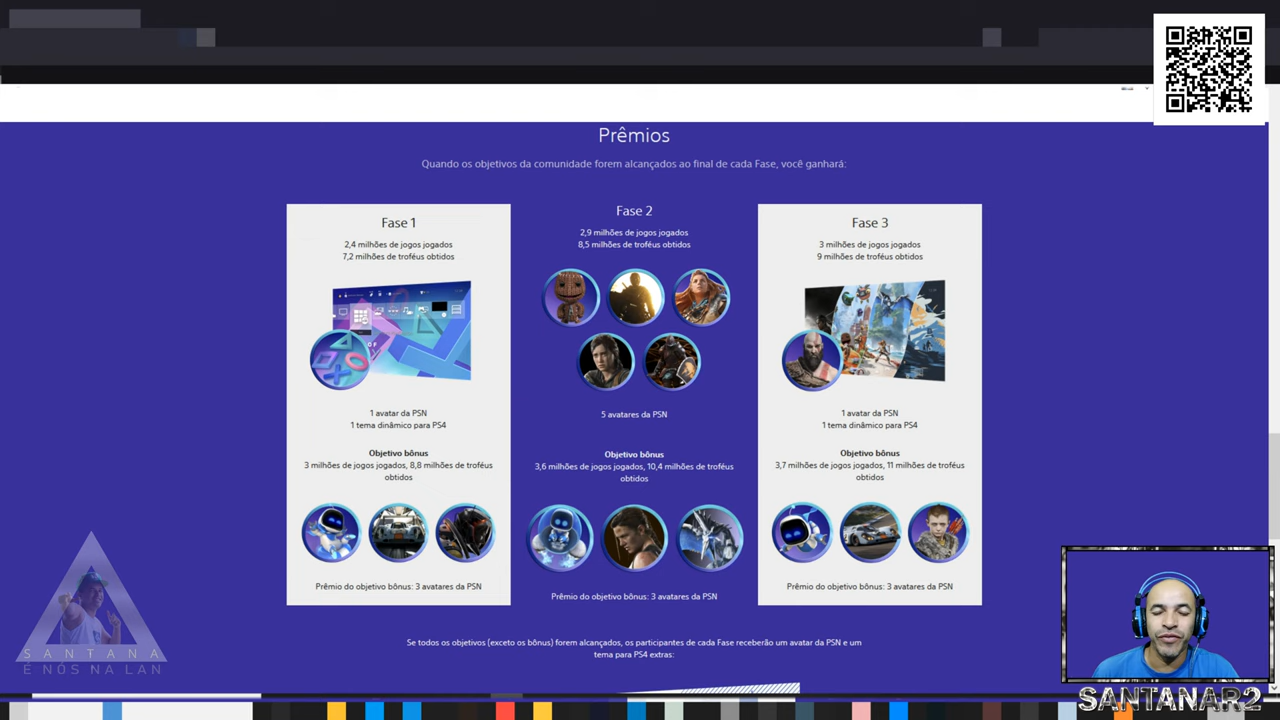 Prêmios
Quando os objetivos da comunidade forem alcançados ao final de cada Fase, você ganhará:
Fase 1
2,4 milhões de jogos jogados
7,2 milhões de troféus obtidos
1 avatar da PSN
1 tema dinâmico para PS4
Objetivo bônus
3 milhões de jogos jogados, 8,8 milhões de troféus
obtidos
Prêmio do objetivo bônus: 3 avatares da PSN
Fase 2
2,9 milhões de jogos jogados
8,5 milhões de troféus obtidos
5 avatares da PSN
Objetivo bônus
3,6 milhões de jogos jogados, 10,4 milhões de troféus
obtidos
Prêmio do objetivo bônus: 3 avatares da PSN
Fase 3
3 milhões de jogos jogados
9 milhões de troféus obtidos
1 avatar da PSN
1 tema dinâmico para PS4
Objetivo bônus
3,7 milhões de jogos jogados, 11 milhões de troféus
obtidos
Prêmio do objetivo bônus: 3 avatares da PSN
Se todos os objetivos (exceto os bônus) forem alcançados, os participantes de cada Fase receberão um avatar da PSN e um
tema para PS4 extras:
SANTANA
É NÓS NA LAN
SANTANAR2